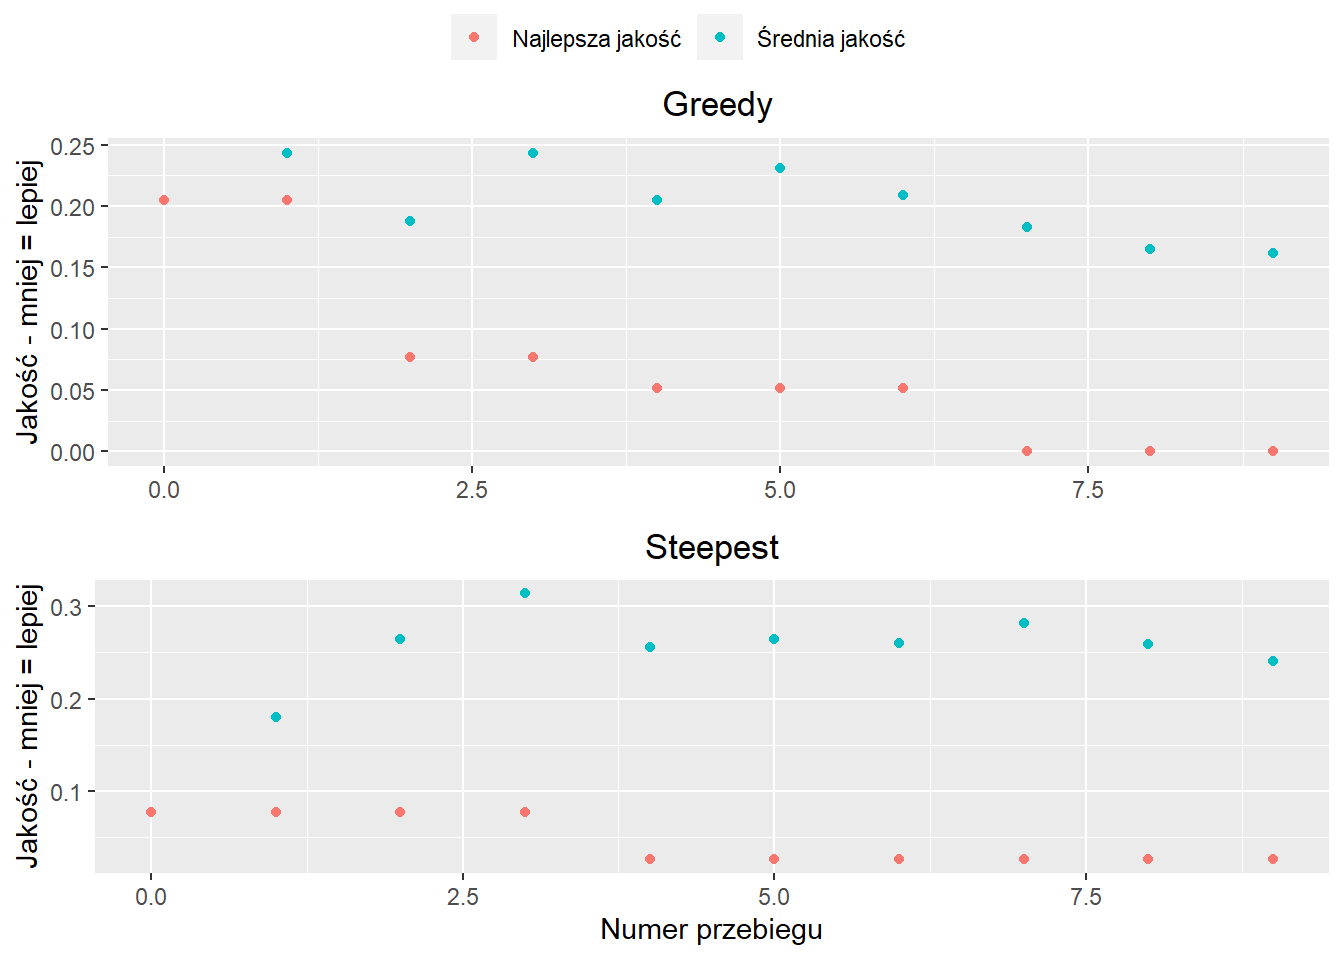 Najlepsza jakość Średnia jakość
Greedy
Jakość - mniej = lepiej
0.25
0.20
0.15
0.10
0.05
0.00
0.0 2.5 5.0 7.5
Steepest
Jakość - mniej = lepiej
0.3
0.2
0.1
0.0 2.5 5.0 7.5
Numer przebiegu